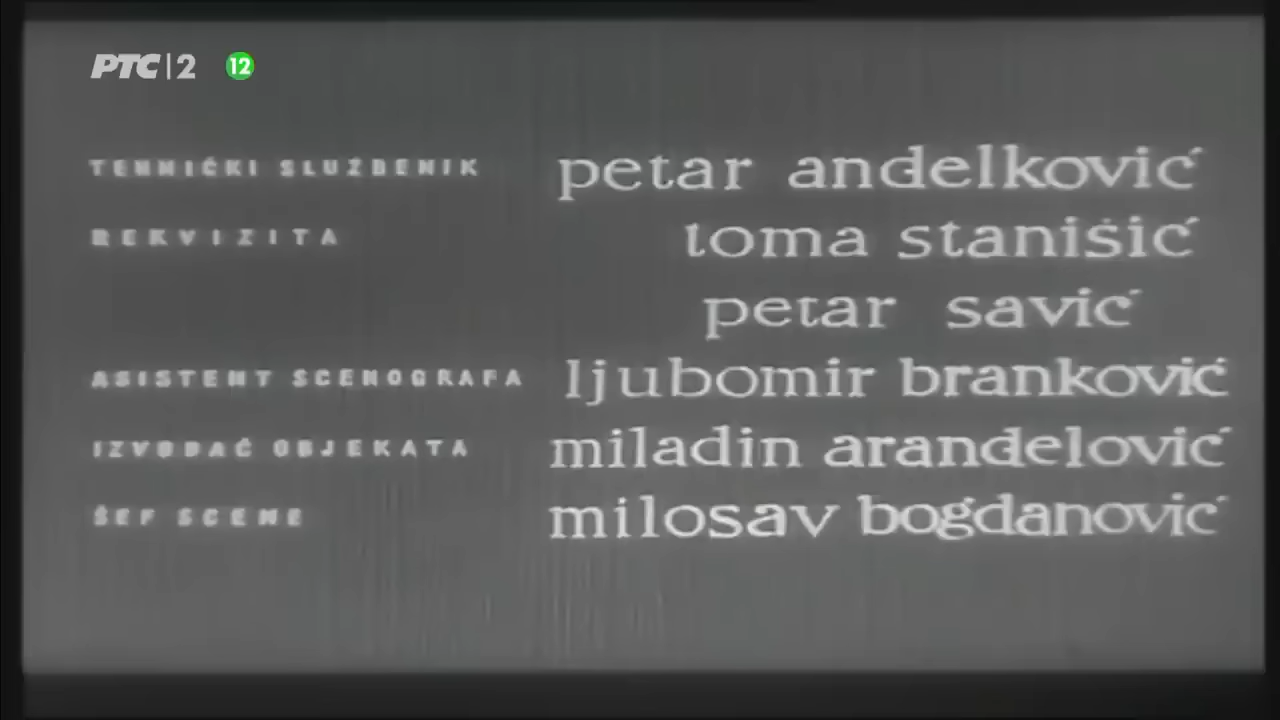 РТС|2 12
TEHNIČKI SLUŽBENIK petar anđelković
REKVIZITA toma stanišić
petar savić
ASISTENT SCENOGRAFA ljubomir branković
IZVOĐAČ OBJEKATA miladin aranđelović
ŠEF SCENE milosav bogdanović